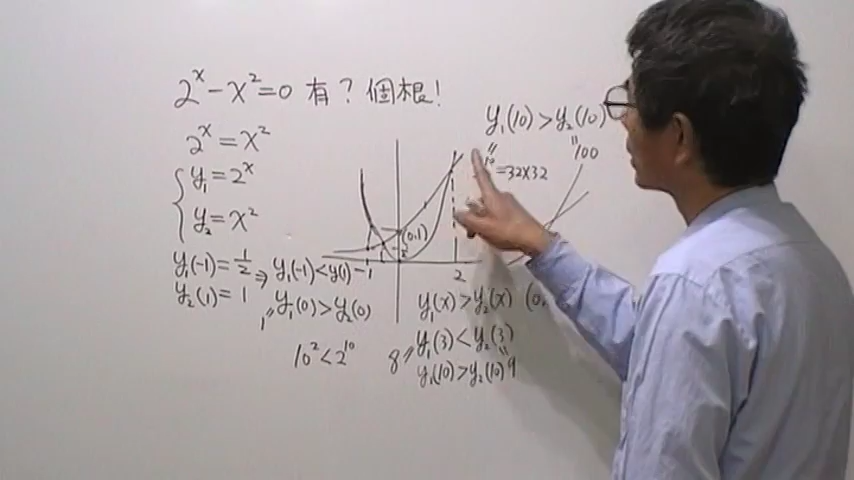 2^x - x^2 = 0 有？個根！
2^x = x^2
y₁ = 2^x
y₂ = x^2
y₁(-1) = 1/2 ⇒ y₁(-1) < y(1)
y₂(1) = 1
1 = y₁(0) > y₂(0)
10^2 < 2^10
(0,1)
-1
2
y₁(x) > y₂(x) (0,
8 = y₁(3) < y₂(3) = 9
y₁(10) > y₂(10)
y₁(10) > y₂(10)
= 100
10 = 32×32